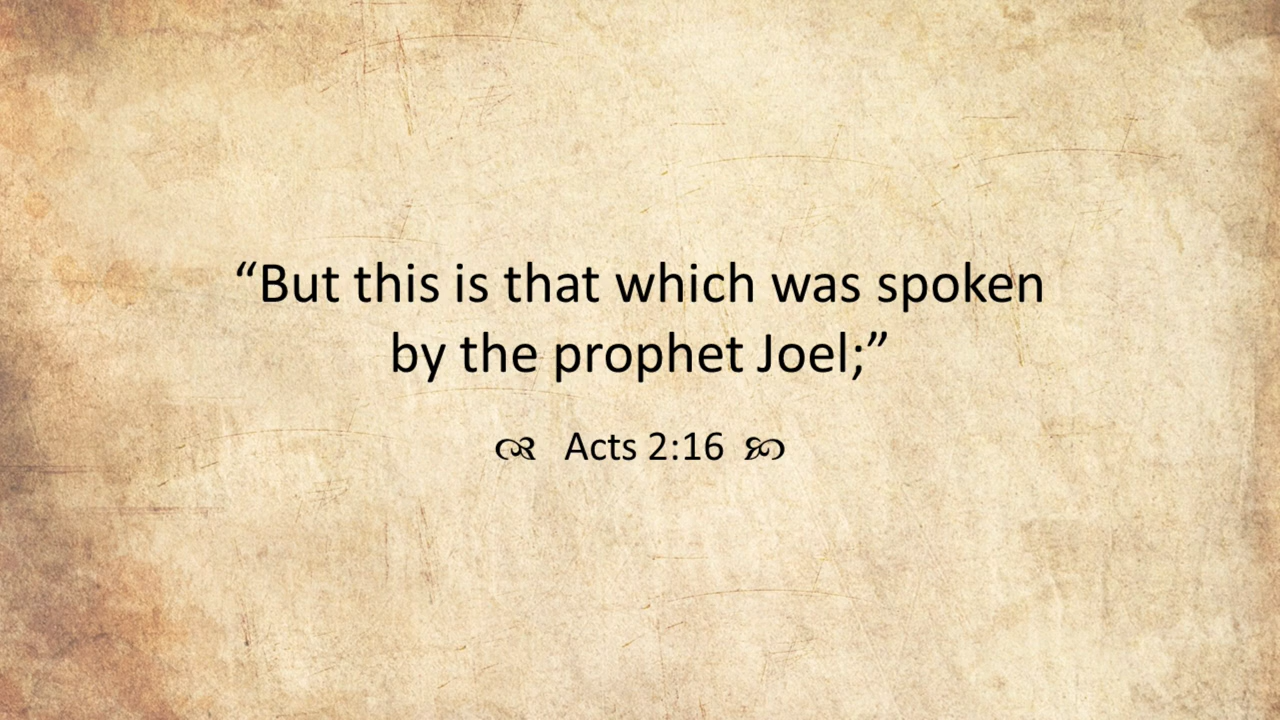 “But this is that which was spoken
by the prophet Joel;”
Acts 2:16